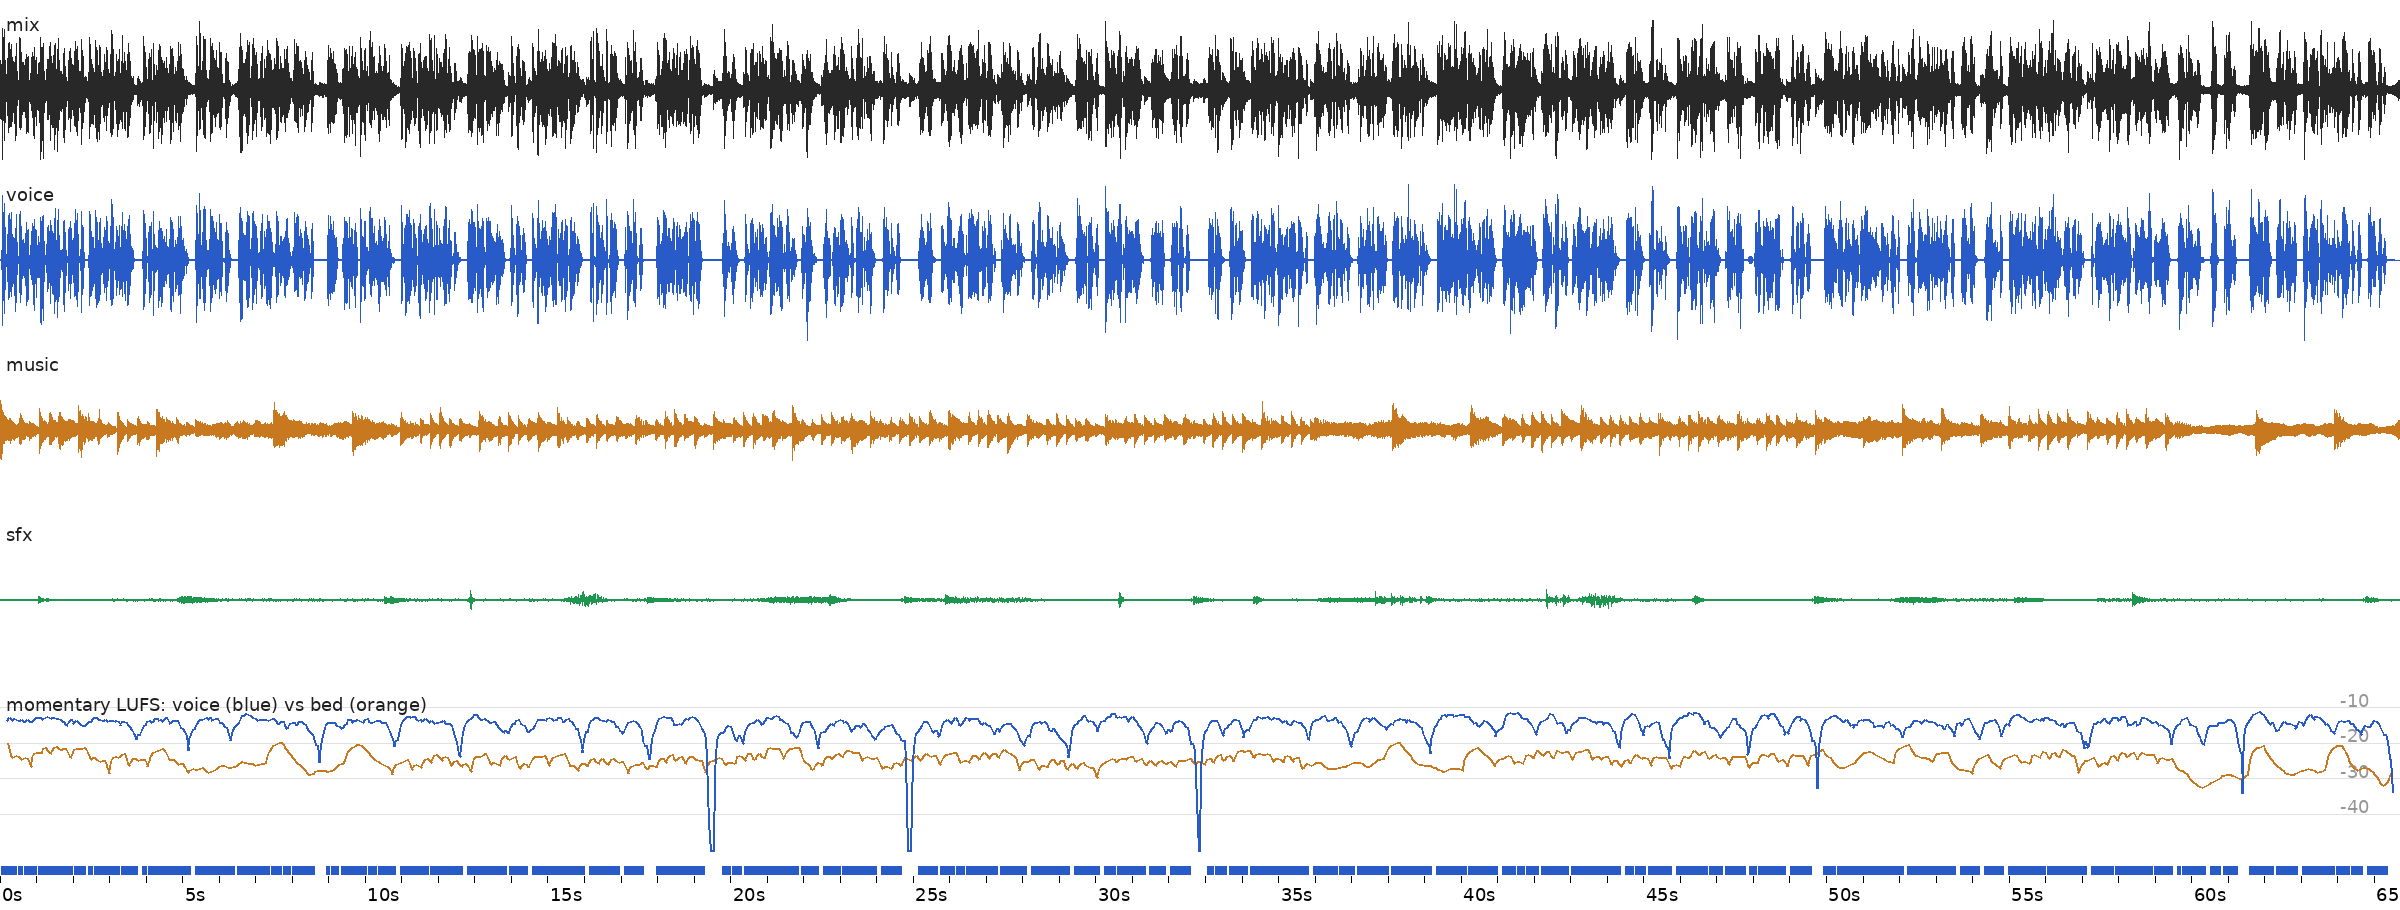 mix
voice
music
sfx
momentary LUFS: voice (blue) vs bed (orange)
-10
-20
-30
-40
0s 5s 10s 15s 20s 25s 30s 35s 40s 45s 50s 55s 60s 65